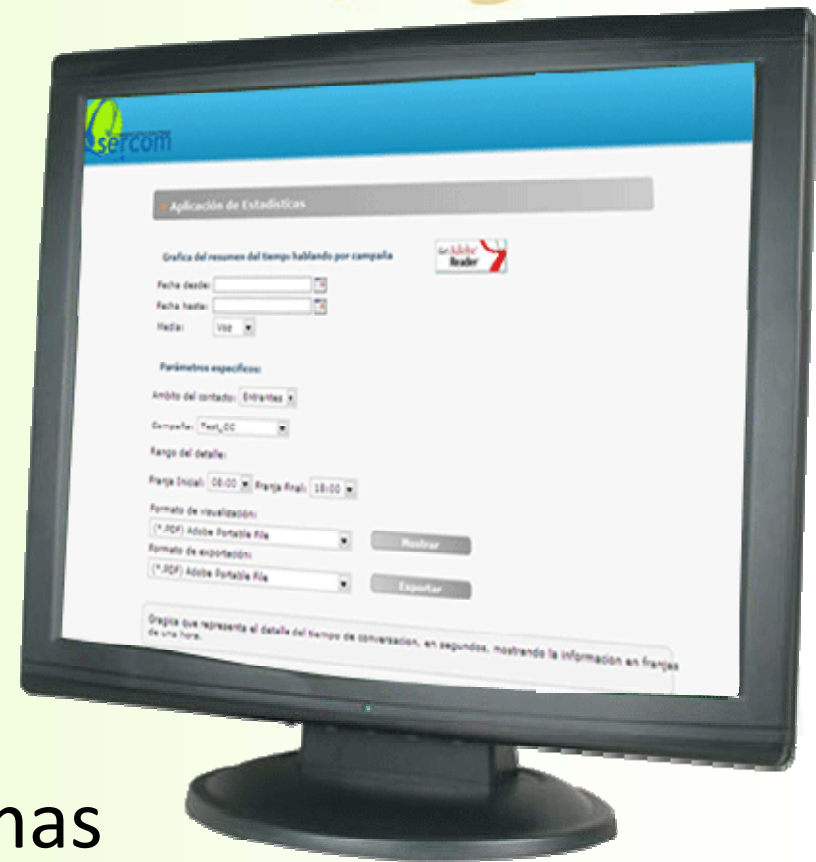 sercom
Aplicación de Estadísticas
Grafica del resumen del tiempo hablando por campaña
Get Adobe
Reader
Fecha desde:
Fecha hasta:
Media: Voz
Parámetros específicos:
Ambito del contacto: Entrantes
Campaña: Test_CC
Rango del detalle:
Franja Inicial: 08:00 Franja final: 18:00
Formato de visualización:
(*.PDF) Adobe Portable File Mostrar
Formato de exportación:
(*.PDF) Adobe Portable File Exportar
Gragica que representa el detalle del tiempo de conversacion, en segundos, mostrando la informacion en franjas
de una hora.
nas